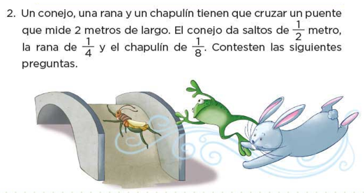 2. Un conejo, una rana y un chapulín tienen que cruzar un puente
que mide 2 metros de largo. El conejo da saltos de 1/2 metro,
la rana de 1/4 y el chapulín de 1/8. Contesten las siguientes
preguntas.